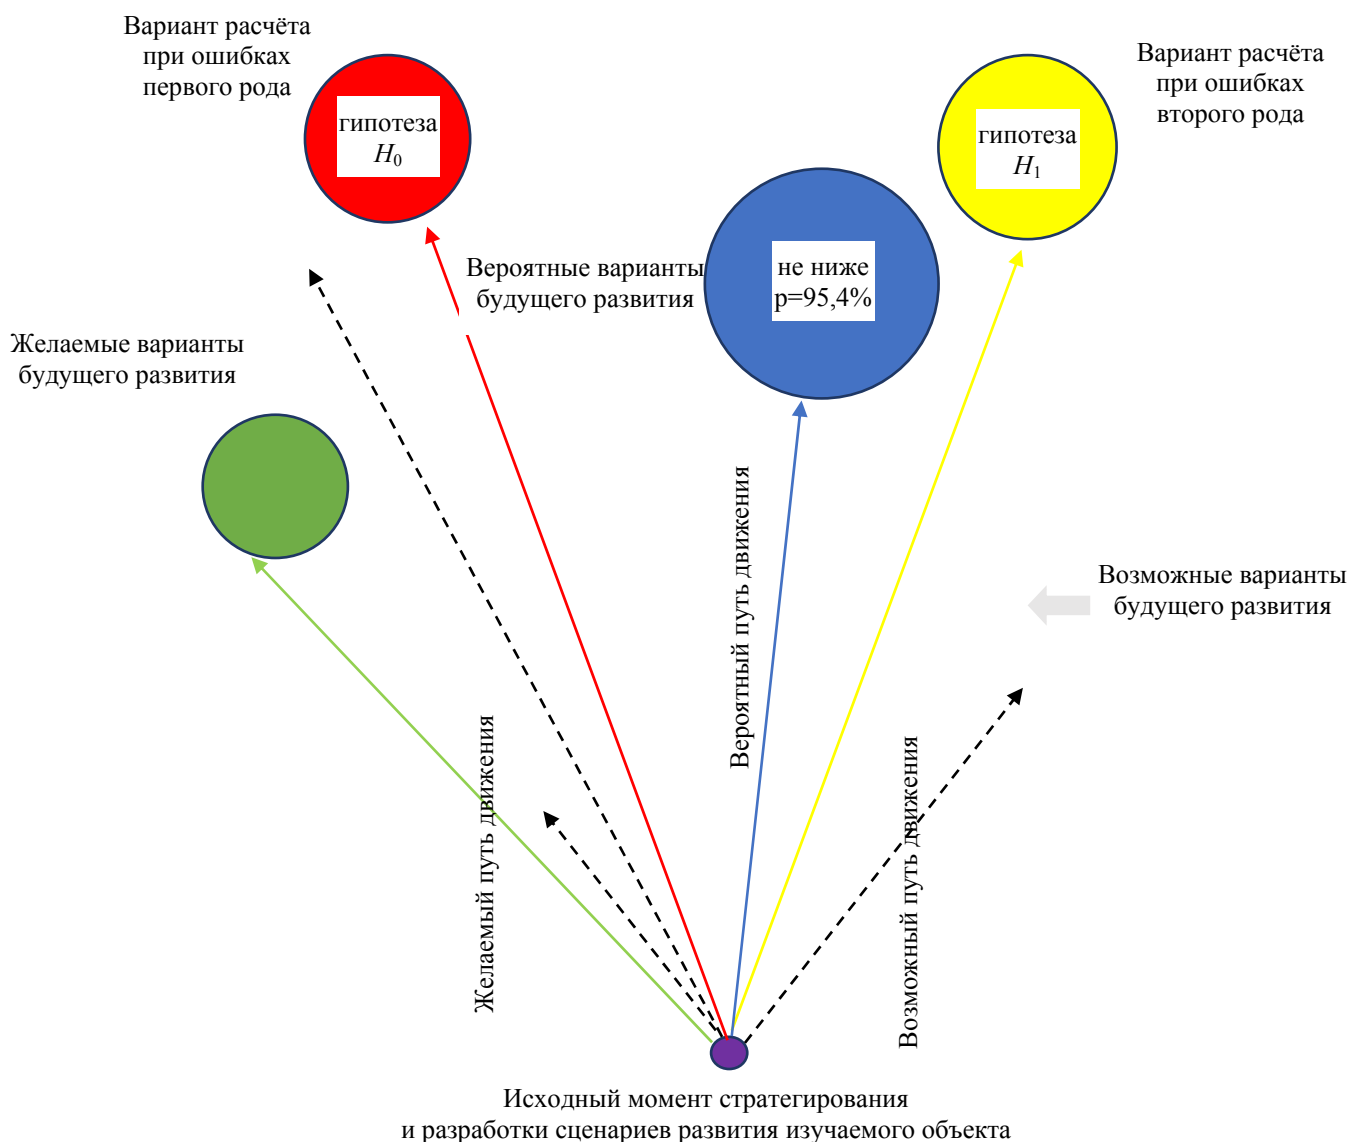 Вариант расчёта
при ошибках
первого рода
Вариант расчёта
при ошибках
второго рода
гипотеза
H₀
гипотеза
H₁
Вероятные варианты
будущего развития
не ниже
p=95,4%
Желаемые варианты
будущего развития
Возможные варианты
будущего развития
Желаемый путь движения
Вероятный путь движения
Возможный путь движения
Исходный момент стратегирования
и разработки сценариев развития изучаемого объекта